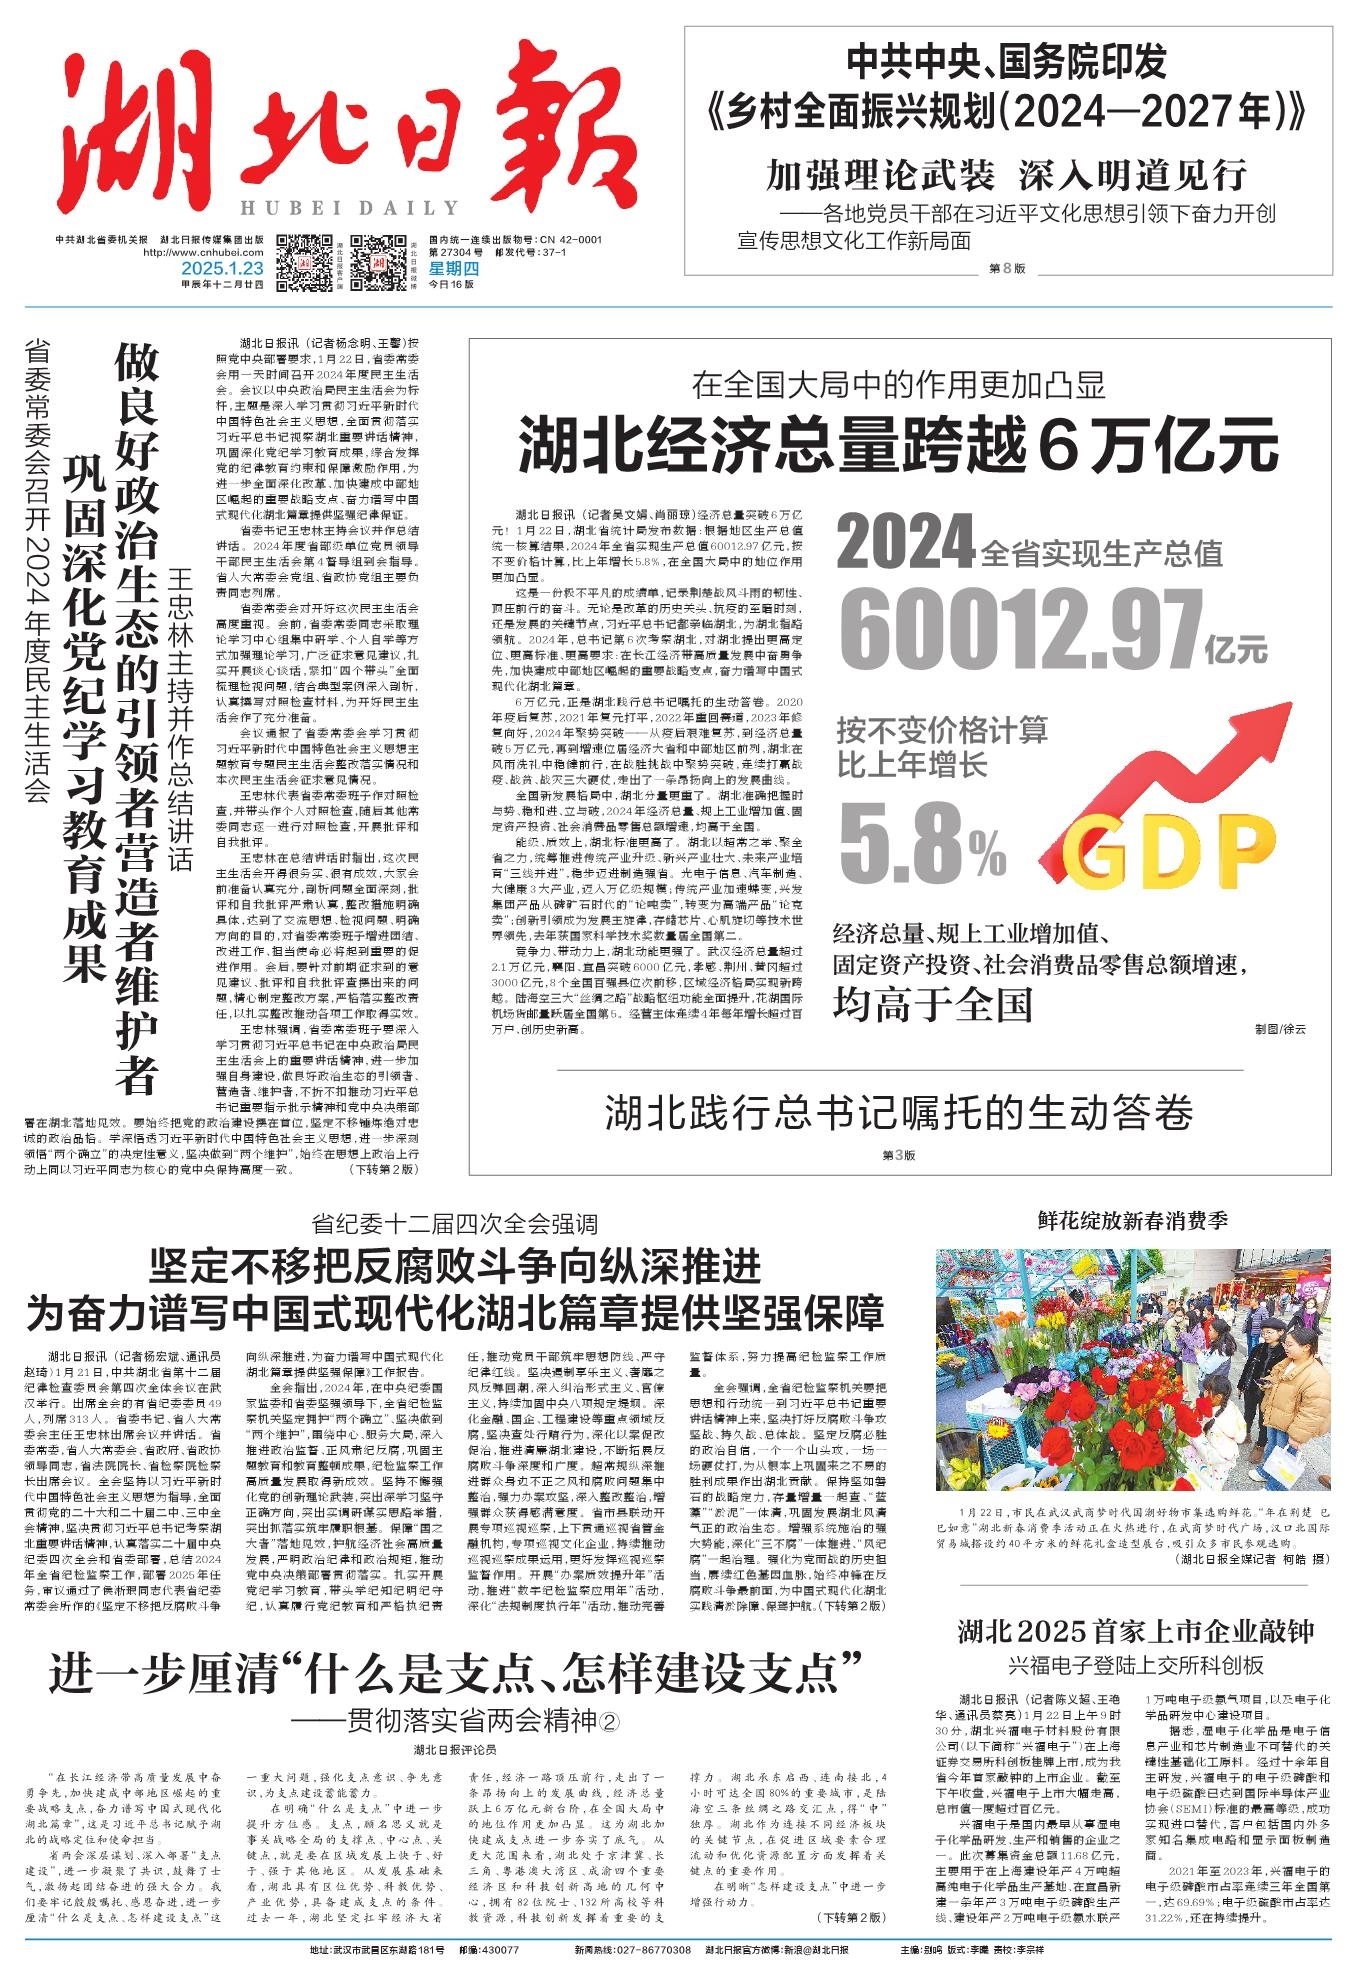 湖北日報
HUBEI DAILY
中共湖北省委机关报 湖北日报传媒集团出版
http://www.cnhubei.com
2025.1.23
甲辰年十二月廿四
湖北日报客户端
湖北日报微博
国内统一连续出版物号:CN 42-0001
第27304号 邮发代号:37-1
星期四
今日16版
中共中央、国务院印发
《乡村全面振兴规划(2024—2027年)》
加强理论武装 深入明道见行
——各地党员干部在习近平文化思想引领下奋力开创
宣传思想文化工作新局面
第8版
省委常委会召开2024年度民主生活会
巩固深化党纪学习教育成果
做良好政治生态的引领者营造者维护者
王忠林主持并作总结讲话
湖北日报讯(记者杨念明、王馨)按
照党中央部署要求,1月22日,省委常委
会用一天时间召开2024年度民主生活
会。会议以中央政治局民主生活会为标
杆,主题是深入学习贯彻习近平新时代
中国特色社会主义思想,全面贯彻落实
习近平总书记视察湖北重要讲话精神,
巩固深化党纪学习教育成果,综合发挥
党的纪律教育约束和保障激励作用,为
进一步全面深化改革、加快建成中部地
区崛起的重要战略支点、奋力谱写中国
式现代化湖北篇章提供坚强纪律保证。
省委书记王忠林主持会议并作总结
讲话。2024年度省部级单位党员领导
干部民主生活会第4督导组到会指导。
省人大常委会党组、省政协党组主要负
责同志列席。
省委常委会对开好这次民主生活会
高度重视。会前,省委常委同志采取理
论学习中心组集中研学、个人自学等方
式加强理论学习,广泛征求意见建议,扎
实开展谈心谈话,紧扣“四个带头”全面
梳理检视问题,结合典型案例深入剖析,
认真撰写对照检查材料,为开好民主生
活会作了充分准备。
会议通报了省委常委会学习贯彻
习近平新时代中国特色社会主义思想主
题教育专题民主生活会整改落实情况和
本次民主生活会征求意见情况。
王忠林代表省委常委班子作对照检
查,并带头作个人对照检查,随后其他常
委同志逐一进行对照检查,开展批评和
自我批评。
王忠林在总结讲话时指出,这次民
主生活会开得很务实、很有成效,大家会
前准备认真充分,剖析问题全面深刻,批
评和自我批评严肃认真,整改措施明确
具体,达到了交流思想、检视问题、明确
方向的目的,对省委常委班子增进团结、
改进工作、担当使命必将起到重要的促
进作用。会后,要针对前期征求到的意
见建议、批评和自我批评查摆出来的问
题,精心制定整改方案,严格落实整改责
任,以扎实整改推动各项工作取得实效。
王忠林强调,省委常委班子要深入
学习贯彻习近平总书记在中央政治局民
主生活会上的重要讲话精神,进一步加
强自身建设,做良好政治生态的引领者、
营造者、维护者,不折不扣推动习近平总
书记重要指示批示精神和党中央决策部
署在湖北落地见效。要始终把党的政治建设摆在首位,坚定不移锤炼绝对忠
诚的政治品格。学深悟透习近平新时代中国特色社会主义思想,进一步深刻
领悟“两个确立”的决定性意义,坚决做到“两个维护”,始终在思想上政治上行
动上同以习近平同志为核心的党中央保持高度一致。 (下转第2版)
在全国大局中的作用更加凸显
湖北经济总量跨越6万亿元
湖北日报讯(记者吴文娟、肖丽琼)经济总量突破6万亿
元!1月22日,湖北省统计局发布数据:根据地区生产总值
统一核算结果,2024年全省实现生产总值60012.97亿元,按
不变价格计算,比上年增长5.8%,在全国大局中的地位作用
更加凸显。
这是一份极不平凡的成绩单,记录荆楚战风斗雨的韧性、
顶压前行的奋斗。无论是改革的历史关头、抗疫的至暗时刻,
还是发展的关键节点,习近平总书记都亲临湖北,为湖北指路
领航。2024年,总书记第6次考察湖北,对湖北提出更高定
位、更高标准、更高要求:在长江经济带高质量发展中奋勇争
先,加快建成中部地区崛起的重要战略支点,奋力谱写中国式
现代化湖北篇章。
6万亿元,正是湖北践行总书记嘱托的生动答卷。2020
年疫后复苏,2021年复元打平,2022年重回赛道,2023年修
复向好,2024年聚势突破——从疫后艰难复苏,到经济总量
破5万亿元,再到增速位居经济大省和中部地区前列,湖北在
风雨洗礼中稳健前行,在战胜挑战中聚势突破,连续打赢战
疫、战贫、战灾三大硬仗,走出了一条昂扬向上的发展曲线。
全国新发展格局中,湖北分量更重了。湖北准确把握时
与势、稳和进、立与破,2024年经济总量、规上工业增加值、固
定资产投资、社会消费品零售总额增速,均高于全国。
能级、质效上,湖北标准更高了。湖北以超常之举、聚全
省之力,统筹推进传统产业升级、新兴产业壮大、未来产业培
育“三线并进”,稳步迈进制造强省。光电子信息、汽车制造、
大健康3大产业,迈入万亿级规模;传统产业加速蝶变,兴发
集团产品从磷矿石时代的“论吨卖”,转变为高端产品“论克
卖”;创新引领成为发展主旋律,存储芯片、心肌旋切等技术世
界领先,去年获国家科学技术奖数量居全国第二。
竞争力、带动力上,湖北动能更强了。武汉经济总量超过
2.1万亿元,襄阳、宜昌突破6000亿元,孝感、荆州、黄冈超过
3000亿元,8个全国百强县位次前移,区域经济格局实现新跨
越。陆海空三大“丝绸之路”战略枢纽功能全面提升,花湖国际
机场货邮量跃居全国第5。经营主体连续4年每年增长超过百
万户、创历史新高。
2024全省实现生产总值
60012.97亿元
按不变价格计算
比上年增长
5.8%
GDP
经济总量、规上工业增加值、
固定资产投资、社会消费品零售总额增速,
均高于全国
制图/徐云
湖北践行总书记嘱托的生动答卷
第3版
省纪委十二届四次全会强调
坚定不移把反腐败斗争向纵深推进
为奋力谱写中国式现代化湖北篇章提供坚强保障
湖北日报讯(记者杨宏斌、通讯员
赵琦)1月21日,中共湖北省第十二届
纪律检查委员会第四次全体会议在武
汉举行。出席全会的有省纪委委员49
人,列席313人。省委书记、省人大常
委会主任王忠林出席会议并讲话。省
委常委,省人大常委会、省政府、省政协
领导同志,省法院院长、省检察院检察
长出席会议。全会坚持以习近平新时
代中国特色社会主义思想为指导,全面
贯彻党的二十大和二十届二中、三中全
会精神,坚决贯彻习近平总书记考察湖
北重要讲话精神,认真落实二十届中央
纪委四次全会和省委部署,总结2024
年全省纪检监察工作,部署2025年任
务,审议通过了侯淅珉同志代表省纪委
常委会所作的《坚定不移把反腐败斗争
向纵深推进,为奋力谱写中国式现代化
湖北篇章提供坚强保障》工作报告。
全会指出,2024年,在中央纪委国
家监委和省委坚强领导下,全省纪检监
察机关坚定拥护“两个确立”、坚决做到
“两个维护”,围绕中心、服务大局,深入
推进政治监督、正风肃纪反腐,巩固主
题教育和教育整顿成果,纪检监察工作
高质量发展取得新成效。坚持不懈强
化党的创新理论武装,突出深学习坚守
正确方向,突出实调研谋实思路举措,
突出抓落实筑牢履职根基。保障“国之
大者”落地见效,护航经济社会高质量
发展,严明政治纪律和政治规矩,推动
党中央决策部署贯彻落实。扎实开展
党纪学习教育,带头学纪知纪明纪守
纪,认真履行党纪教育和严格执纪责
任,推动党员干部筑牢思想防线、严守
纪律红线。坚决遏制享乐主义、奢靡之
风反弹回潮,深入纠治形式主义、官僚
主义,持续加固中央八项规定堤坝。深
化金融、国企、工程建设等重点领域反
腐,坚决查处行贿行为,深化以案促改
促治,推进清廉湖北建设,不断拓展反
腐败斗争深度和广度。超常规纵深推
进群众身边不正之风和腐败问题集中
整治,强力办案攻坚,深入整改整治,增
强群众获得感满意度。省市县联动开
展专项巡视巡察,上下贯通巡视省管金
融机构,专项巡视文化企业,持续推动
巡视巡察成果运用,更好发挥巡视巡察
监督作用。开展“办案质效提升年”活
动,推进“数字纪检监察应用年”活动,
深化“法规制度执行年”活动,推动完善
监督体系,努力提高纪检监察工作质
量。
全会强调,全省纪检监察机关要把
思想和行动统一到习近平总书记重要
讲话精神上来,坚决打好反腐败斗争攻
坚战、持久战、总体战。坚定反腐必胜
的政治自信,一个一个山头攻,一场一
场硬仗打,为从根本上巩固来之不易的
胜利成果作出湖北贡献。保持坚如磐
石的战略定力,存量增量一起查、“蓝
藻”“淤泥”一体清,巩固发展湖北风清
气正的政治生态。增强系统施治的强
大势能,深化“三不腐”一体推进、“风纪
腐”一起治理。强化为党而战的历史担
当,赓续红色基因血脉,始终冲锋在反
腐败斗争最前面,为中国式现代化湖北
实践清淤除障、保驾护航。(下转第2版)
鲜花绽放新春消费季
1月22日,市民在武汉武商梦时代国潮好物市集选购鲜花。“年在荆楚 巳
巳如意”湖北新春消费季活动正在火热进行,在武商梦时代广场,汉口北国际
贸易城搭设约40平方米的鲜花礼盒造型展台,吸引众多市民参观选购。
(湖北日报全媒记者 柯皓 摄)
湖北2025首家上市企业敲钟
兴福电子登陆上交所科创板
湖北日报讯(记者陈义超、王艳
华、通讯员蔡亮)1月22日上午9时
30分,湖北兴福电子材料股份有限
公司(以下简称“兴福电子”)在上海
证券交易所科创板挂牌上市,成为我
省今年首家敲钟的上市企业。截至
下午收盘,兴福电子上市大幅走高,
总市值一度超过百亿元。
兴福电子是国内最早从事湿电
子化学品研发、生产和销售的企业之
一。此次募集资金总额11.68亿元,
主要用于在上海建设年产4万吨超
高纯电子化学品生产基地、在宜昌新
建一条年产3万吨电子级磷酸生产
线、建设年产2万吨电子级氨水联产
1万吨电子级氨气项目,以及电子化
学品研发中心建设项目。
据悉,湿电子化学品是电子信
息产业和芯片制造业不可替代的关
键性基础化工原料。经过十余年自
主研发,兴福电子的电子级磷酸和
电子级硫酸已达到国际半导体产业
协会(SEMI)标准的最高等级,成功
实现进口替代,客户包括国内外多
家知名集成电路和显示面板制造
商。
2021年至2023年,兴福电子的
电子级磷酸市占率连续三年全国第
一,达69.69%;电子级硫酸市占率达
31.22%,还在持续提升。
进一步厘清“什么是支点、怎样建设支点”
——贯彻落实省两会精神②
湖北日报评论员
“在长江经济带高质量发展中奋
勇争先,加快建成中部地区崛起的重
要战略支点,奋力谱写中国式现代化
湖北篇章”,这是习近平总书记赋予湖
北的战略定位和使命担当。
省两会深层谋划、深入部署“支点
建设”,进一步凝聚了共识,鼓舞了士
气,激扬起团结奋进的强大合力。我
们要牢记殷殷嘱托、感恩奋进,进一步
厘清“什么是支点、怎样建设支点”这
一重大问题,强化支点意识、争先意
识,为支点建设蓄能蓄力。
在明确“什么是支点”中进一步
提升方位感。支点,顾名思义就是
事关战略全局的支撑点、中心点、关
键点,就是要在区域发展上快于、好
于、强于其他地区。从发展基础来
看,湖北具有区位优势、科教优势、
产业优势,具备建成支点的条件。
过去一年,湖北坚定扛牢经济大省
责任,经济一路顶压前行,走出了一
条昂扬向上的发展曲线,经济总量
跃上6万亿元新台阶,在全国大局中
的地位作用更加凸显。这为湖北加
快建成支点进一步夯实了底气。从
更大范围来看,湖北处于京津冀、长
三角、粤港澳大湾区、成渝四个重要
经济区和科技创新高地的几何中
心,拥有82位院士、132所高校等科
教资源,科技创新发挥着重要的支
撑力。湖北承东启西、连南接北,4
小时可达全国80%的重要城市,是陆
海空三条丝绸之路交汇点,得“中”
独厚。湖北作为连接不同经济板块
的关键节点,在促进区域要素合理
流动和优化资源配置方面发挥着关
键点的重要作用。
在明晰“怎样建设支点”中进一步
增强行动力。
(下转第2版)
地址:武汉市武昌区东湖路181号 邮编:430077 新闻热线:027-86770308 湖北日报官方微博:新浪@湖北日报 主编:别鸣 版式:李曦 责校:李宗祥